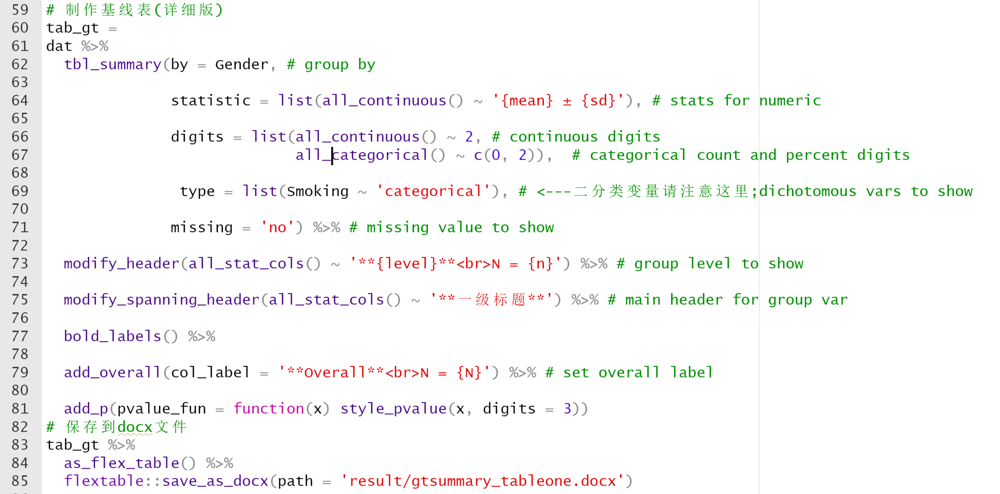 59 # 制作基线表(详细版)
60 tab_gt =
61 dat %>%
62   tbl_summary(by = Gender, # group by
63
64               statistic = list(all_continuous() ~ '{mean} ± {sd}'), # stats for numeric
65
66               digits = list(all_continuous() ~ 2, # continuous digits
67                             all_categorical() ~ c(0, 2)),  # categorical count and percent digits
68
69                type = list(Smoking ~ 'categorical'), # <---二分类变量请注意这里;dichotomous vars to show
70
71               missing = 'no') %>% # missing value to show
72
73   modify_header(all_stat_cols() ~ '**{level}**<br>N = {n}') %>% # group level to show
74
75   modify_spanning_header(all_stat_cols() ~ '**一级标题**') %>% # main header for group var
76
77   bold_labels() %>%
78
79   add_overall(col_label = '**Overall**<br>N = {N}') %>% # set overall label
80
81   add_p(pvalue_fun = function(x) style_pvalue(x, digits = 3))
82 # 保存到docx文件
83 tab_gt %>%
84   as_flex_table() %>%
85   flextable::save_as_docx(path = 'result/gtsummary_tableone.docx')